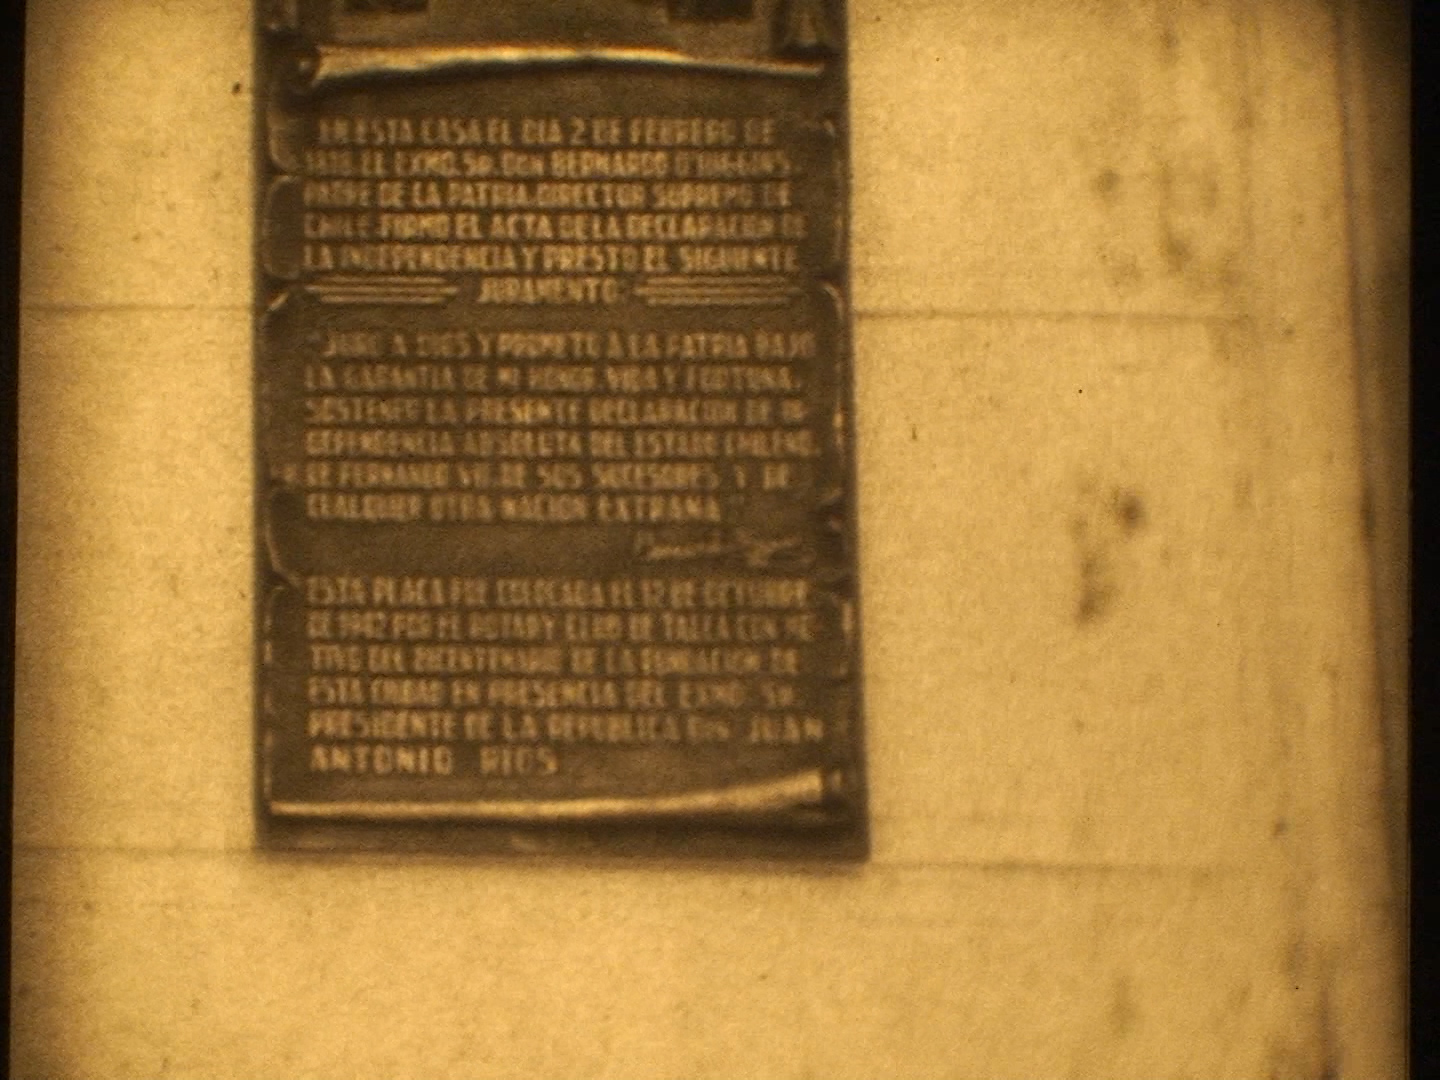 EN ESTA CASA EL DIA 2 DE FEBRERO DE
1818 EL EXMO. Sr. Don BERNARDO O'HIGGINS.
PADRE DE LA PATRIA. DIRECTOR SUPREMO DE
CHILE. FIRMO EL ACTA DE LA DECLARACION DE
LA INDEPENDENCIA Y PRESTO EL SIGUIENTE
JURAMENTO:
"JURO A DIOS Y PROMETO A LA PATRIA BAJO
LA GARANTIA DE MI HONOR. VIDA Y FORTUNA.
SOSTENER LA PRESENTE DECLARACION DE IN-
DEPENDENCIA ABSOLUTA DEL ESTADO CHILENO.
DE FERNANDO VII. DE SUS SUCESORES Y DE
CUALQUIER OTRA NACION EXTRAÑA"
ESTA PLACA FUE COLOCADA EL 12 DE OCTUBRE
DE 1942 POR EL ROTARY CLUB DE TALCA CON MO-
TIVO DEL BICENTENARIO DE LA FUNDACION DE
ESTA CIUDAD EN PRESENCIA DEL EXMO. Sr.
PRESIDENTE DE LA REPUBLICA Don JUAN
ANTONIO RIOS